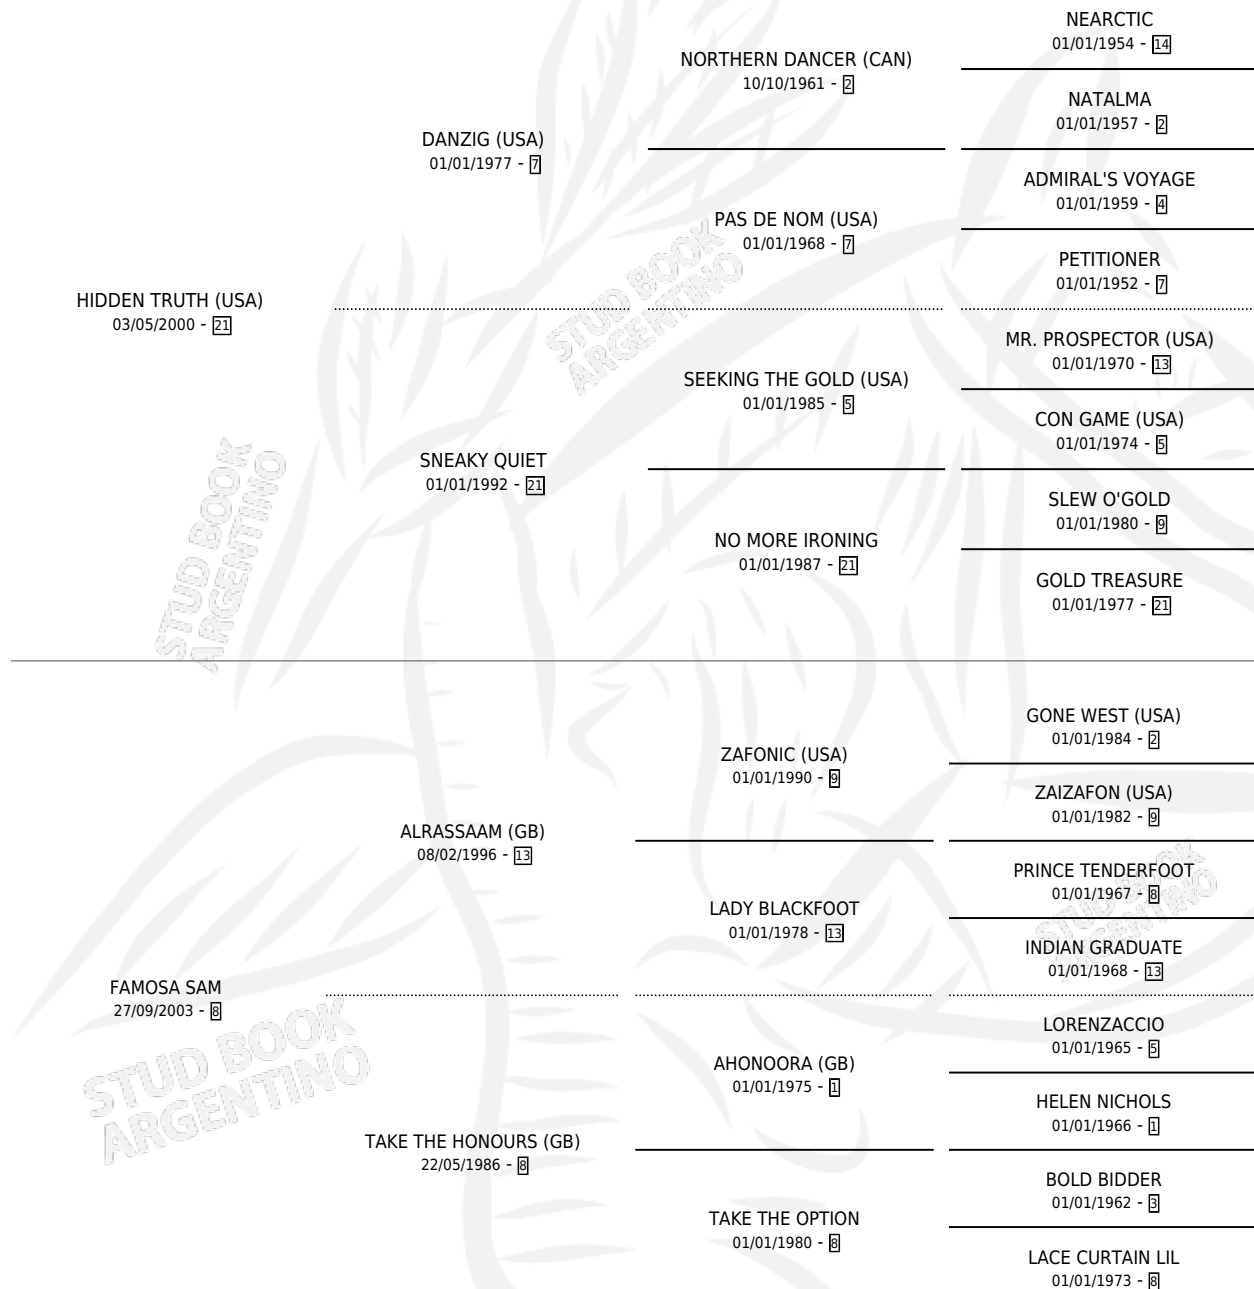 HIDDEN TRUTH (USA)
03/05/2000 - 21
DANZIG (USA)
01/01/1977 - 7
SNEAKY QUIET
01/01/1992 - 21
NORTHERN DANCER (CAN)
10/10/1961 - 2
PAS DE NOM (USA)
01/01/1968 - 7
SEEKING THE GOLD (USA)
01/01/1985 - 5
NO MORE IRONING
01/01/1987 - 21
NEARCTIC
01/01/1954 - 14
NATALMA
01/01/1957 - 2
ADMIRAL'S VOYAGE
01/01/1959 - 4
PETITIONER
01/01/1952 - 7
MR. PROSPECTOR (USA)
01/01/1970 - 13
CON GAME (USA)
01/01/1974 - 5
SLEW O'GOLD
01/01/1980 - 9
GOLD TREASURE
01/01/1977 - 21
FAMOSA SAM
27/09/2003 - 8
ALRASSAAM (GB)
08/02/1996 - 13
TAKE THE HONOURS (GB)
22/05/1986 - 8
ZAFONIC (USA)
01/01/1990 - 9
LADY BLACKFOOT
01/01/1978 - 13
AHONOORA (GB)
01/01/1975 - 1
TAKE THE OPTION
01/01/1980 - 8
GONE WEST (USA)
01/01/1984 - 2
ZAIZAFON (USA)
01/01/1982 - 9
PRINCE TENDERFOOT
01/01/1967 - 8
INDIAN GRADUATE
01/01/1968 - 13
LORENZACCIO
01/01/1965 - 5
HELEN NICHOLS
01/01/1966 - 1
BOLD BIDDER
01/01/1962 - 3
LACE CURTAIN LIL
01/01/1973 - 8
STUD BOOK
ARGENTINO
STUD BOOK
ARGENTINO
STUD BOOK
ARGENTINO
STUD BOOK
ARGENTINO